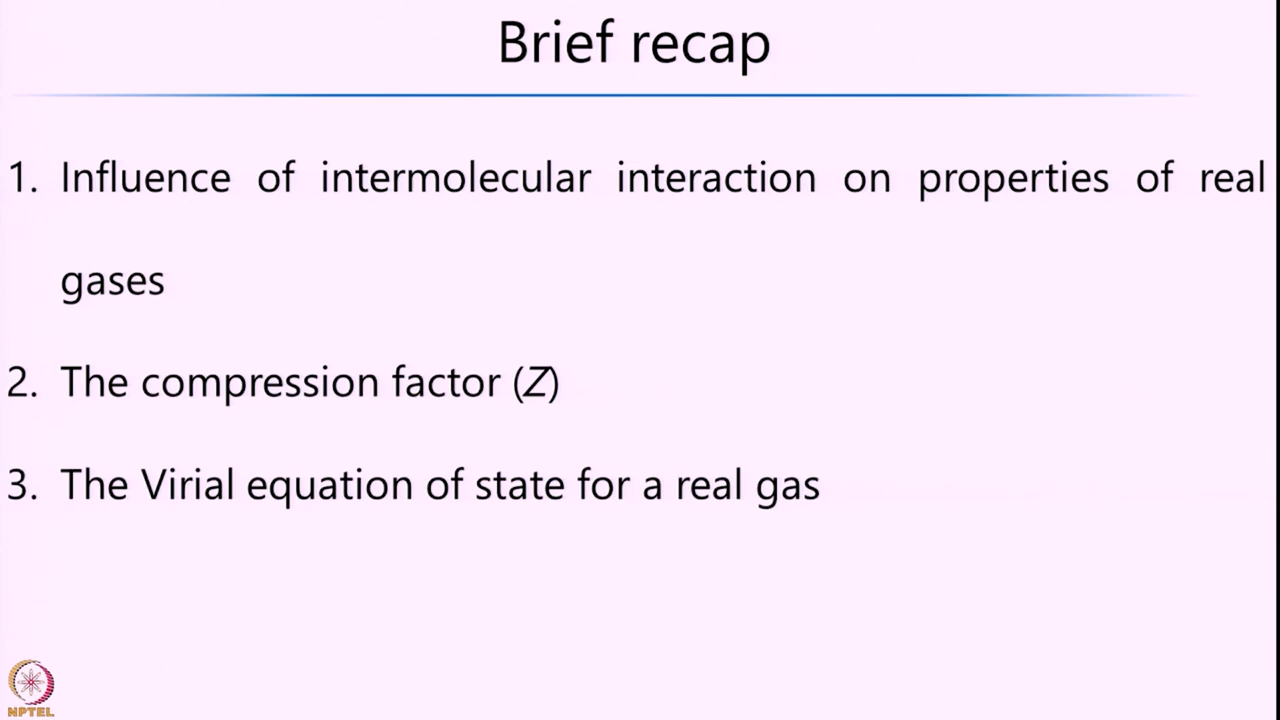 Brief recap
1. Influence of intermolecular interaction on properties of real
gases
2. The compression factor (Z)
3. The Virial equation of state for a real gas
NPTEL